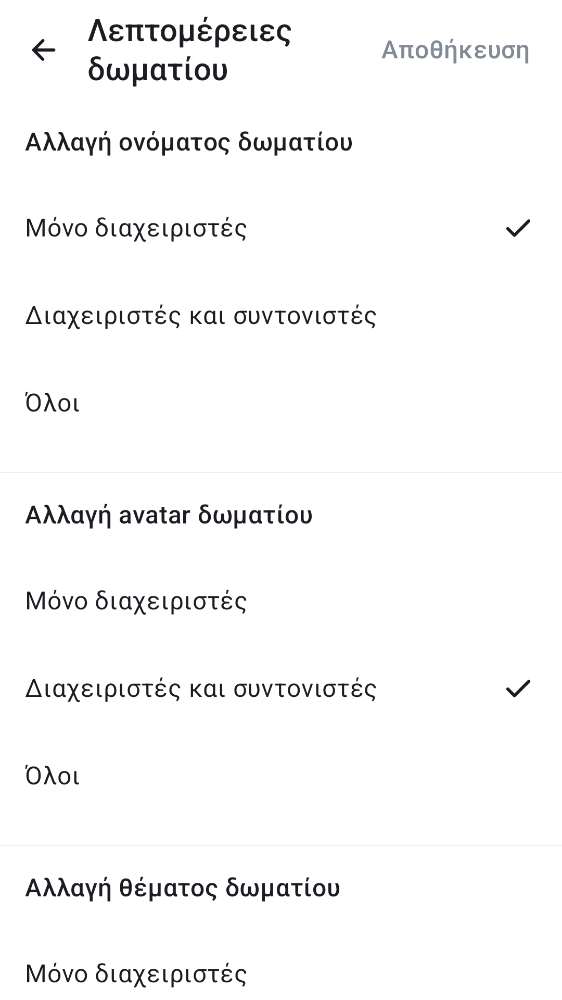 Λεπτομέρειες
δωματίου
Αποθήκευση
Αλλαγή ονόματος δωματίου
Μόνο διαχειριστές
Διαχειριστές και συντονιστές
Όλοι
Αλλαγή avatar δωματίου
Μόνο διαχειριστές
Διαχειριστές και συντονιστές
Όλοι
Αλλαγή θέματος δωματίου
Μόνο διαχειριστές